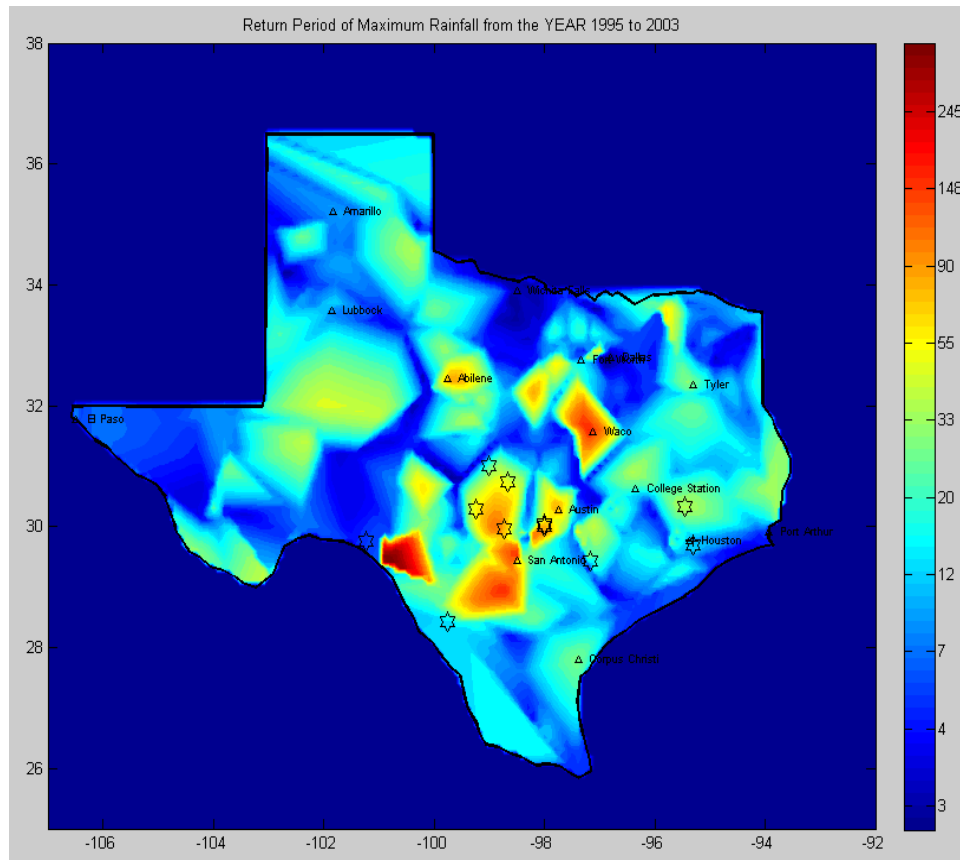 Return Period of Maximum Rainfall from the YEAR 1995 to 2003
38
36
34
32
30
28
26
-106
-104
-102
-100
-98
-96
-94
-92
245
148
90
55
33
20
12
7
4
3
Amarillo
Lubbock
Abilene
Dallas
Tyler
Paso
Waco
College Station
Austin
Port Arthur
Houston
San Antonio
Corpus Christi